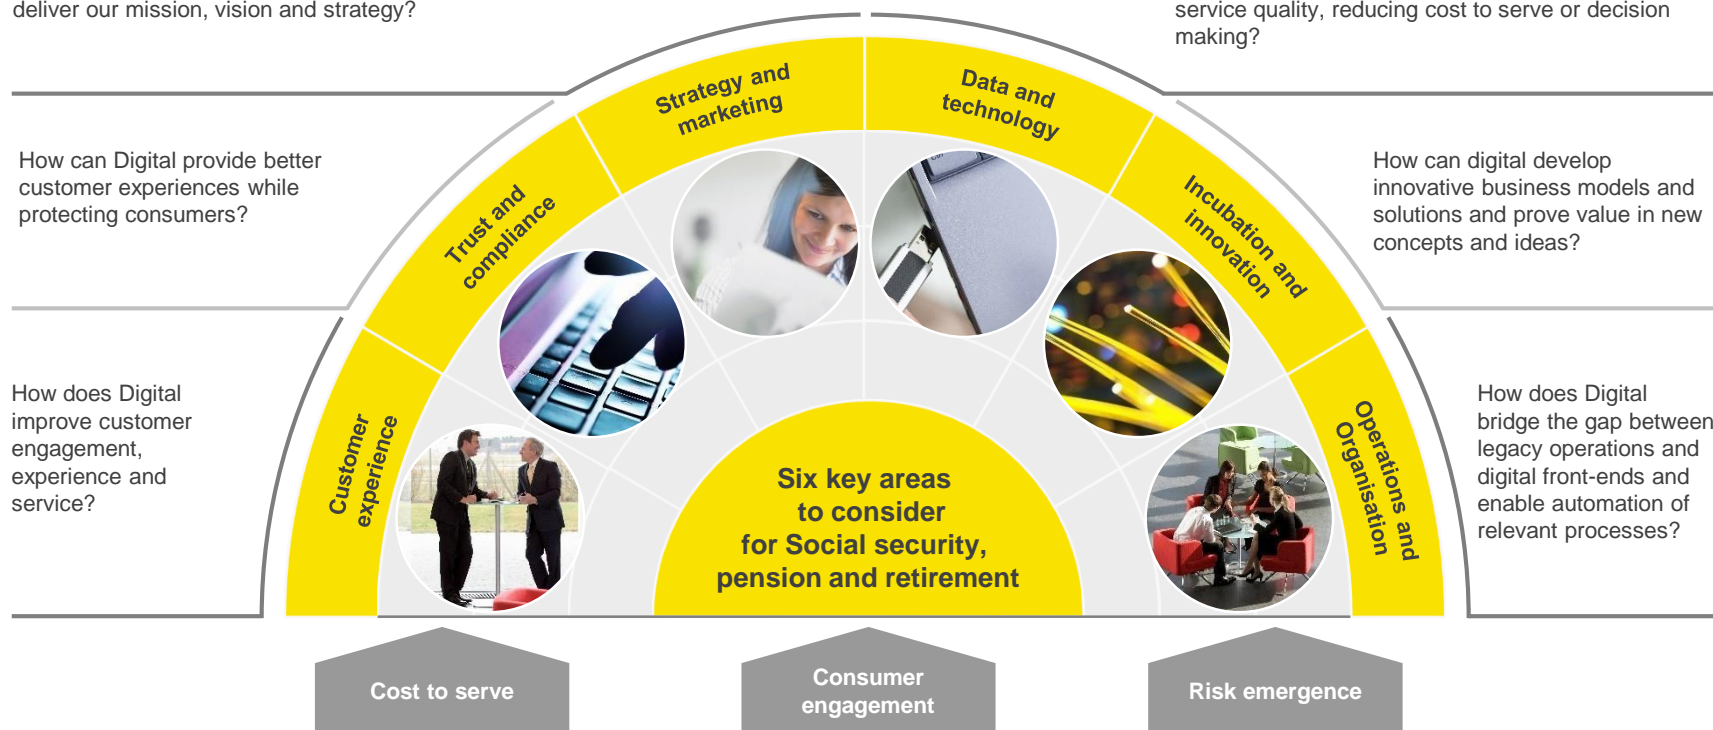 deliver our mission, vision and strategy?
service quality, reducing cost to serve or decision
making?
Strategy and
marketing
Data and
technology
How can Digital provide better
customer experiences while
protecting consumers?
Trust and
compliance
Incubation and
innovation
How can digital develop
innovative business models and
solutions and prove value in new
concepts and ideas?
How does Digital
improve customer
engagement,
experience and
service?
Customer
experience
Operations and
Organisation
How does Digital
bridge the gap between
legacy operations and
digital front-ends and
enable automation of
relevant processes?
Six key areas
to consider
for Social security,
pension and retirement
Cost to serve
Consumer
engagement
Risk emergence